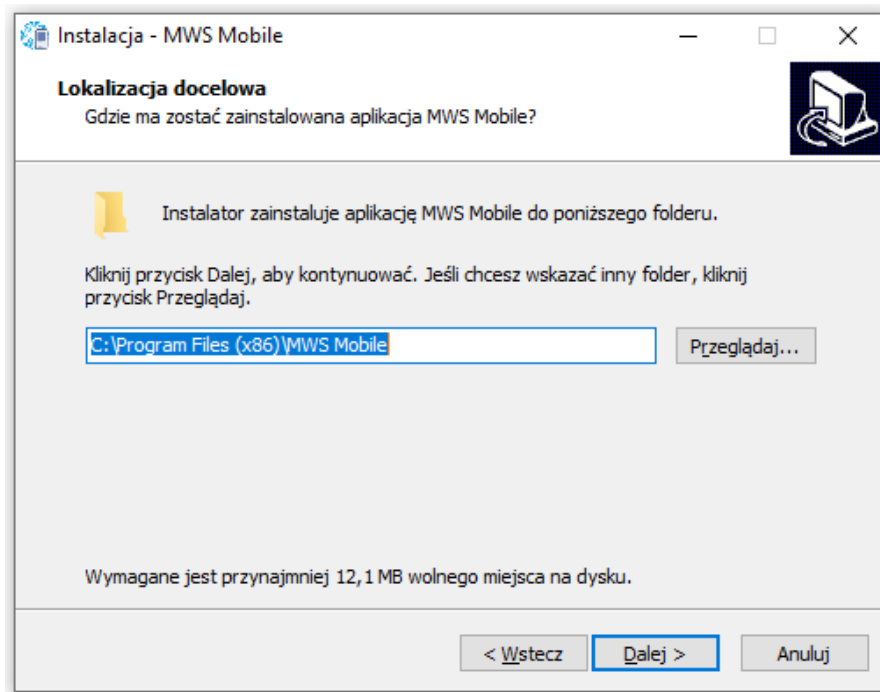 Instalacja - MWS Mobile
Lokalizacja docelowa
Gdzie ma zostać zainstalowana aplikacja MWS Mobile?
Instalator zainstaluje aplikację MWS Mobile do poniższego folderu.
Kliknij przycisk Dalej, aby kontynuować. Jeśli chcesz wskazać inny folder, kliknij
przycisk Przeglądaj.
C:\Program Files (x86)\MWS Mobile
Przeglądaj...
Wymagane jest przynajmniej 12,1 MB wolnego miejsca na dysku.
< Wstecz
Dalej >
Anuluj